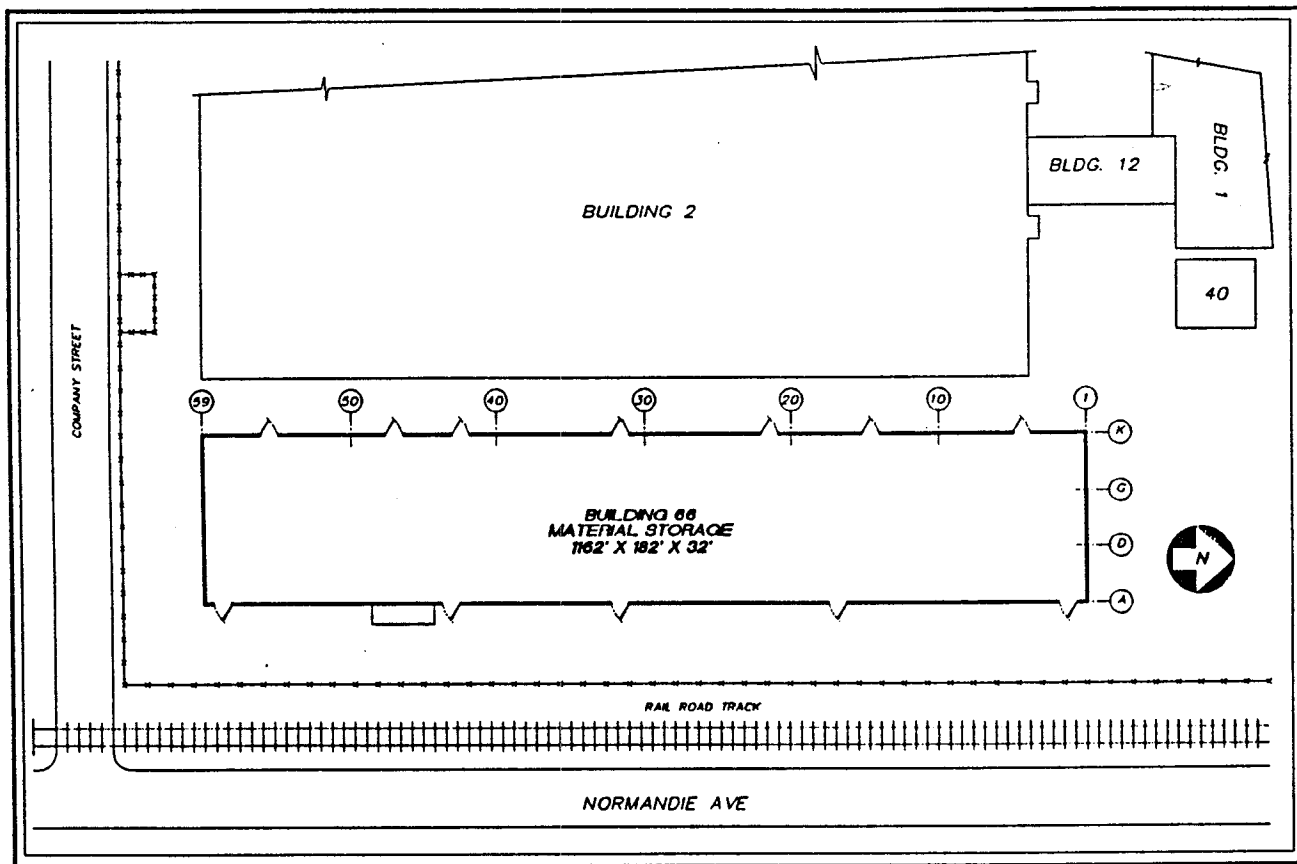 BLDG. 1
BLDG. 12
BUILDING 2
40
COMPANY STREET
59
50
40
30
20
10
1
K
G
D
A
BUILDING 66
MATERIAL STORAGE
1162' X 182' X 32'
N
RAIL ROAD TRACK
NORMANDIE AVE